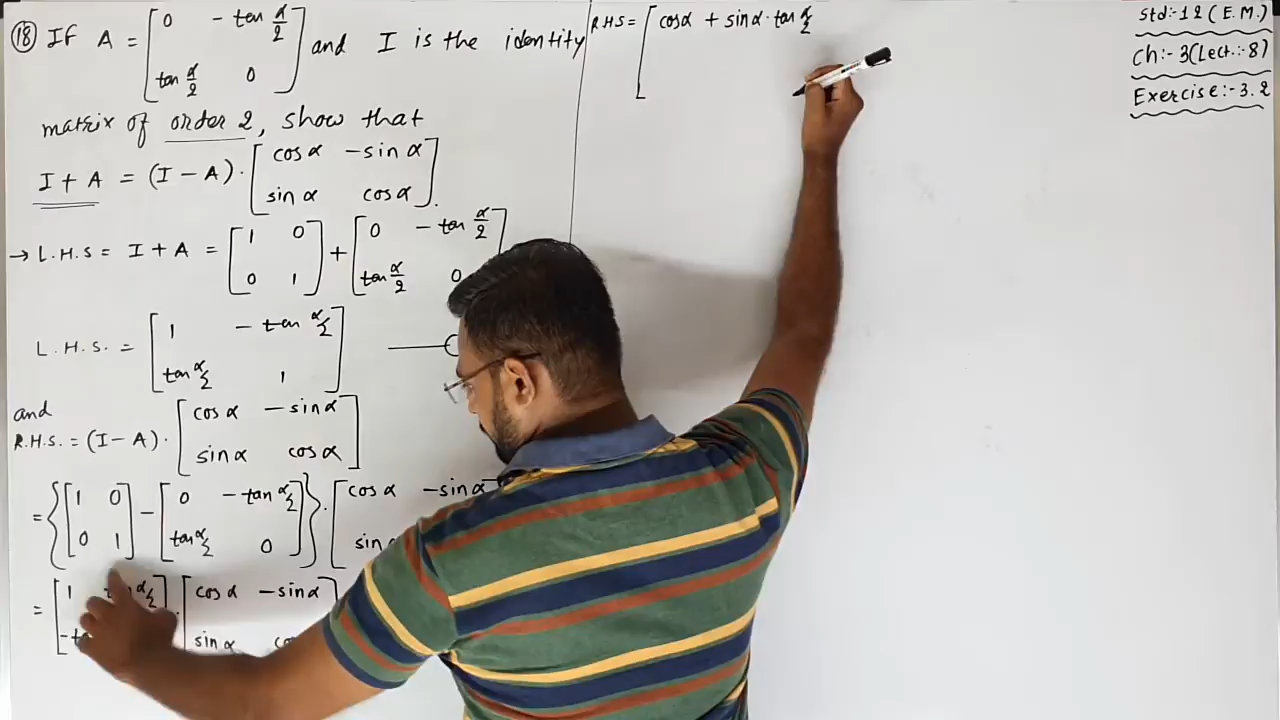 (18) IF A = [ 0 - tan α/2 and I is the identity
tan α/2 0 ]
matrix of order 2, show that
I + A = (I - A) · [ cos α - sin α
sin α cos α ].
→ L.H.S = I + A = [ 1 0 + [ 0 - tan α/2
0 1 ] tan α/2 0
L.H.S. = [ 1 - tan α/2
tan α/2 1 ]
and
R.H.S. = (I - A) · [ cos α - sin α
sin α cos α ]
= { [ 1 0 - [ 0 - tan α/2 } · [ cos α - sin α
0 1 ] tan α/2 0 ] sin
= [ 1 α/2 ] · [ cos α - sin α
sin α
RHS = [ cos α + sin α · tan α/2
Std:- 12 (E.M.)
Ch:- 3 (Lect.:- 8)
Exercise:- 3.2